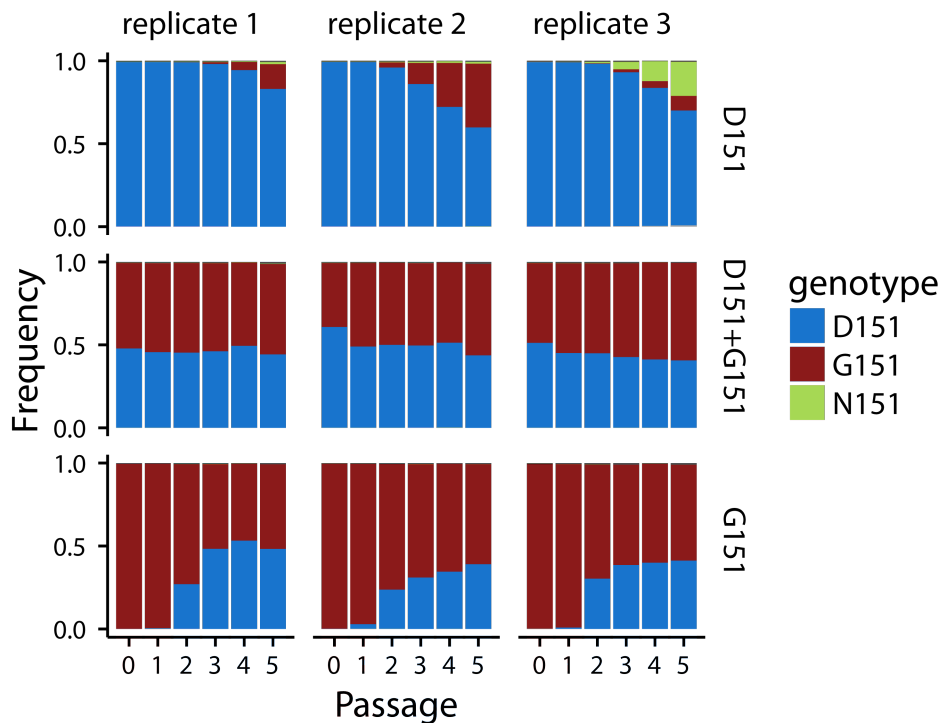 replicate 1 replicate 2 replicate 3
1.0
0.5
0.0
D151
1.0
0.5
0.0
D151+G151
1.0
0.5
0.0
G151
Frequency
0 1 2 3 4 5 0 1 2 3 4 5 0 1 2 3 4 5
Passage
genotype
D151
G151
N151